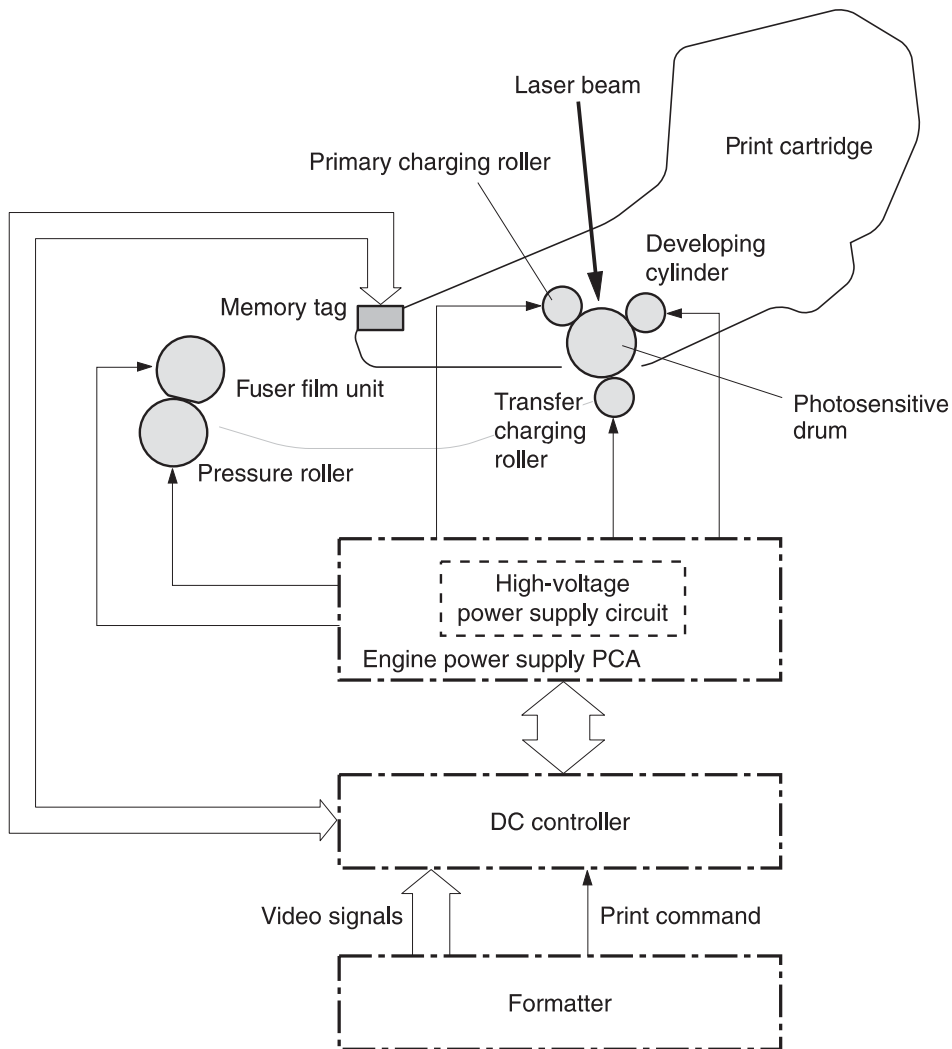 Laser beam
Primary charging roller
Print cartridge
Developing
cylinder
Memory tag
Fuser film unit
Transfer
charging
roller
Photosensitive
drum
Pressure roller
High-voltage
power supply circuit
Engine power supply PCA
DC controller
Video signals
Print command
Formatter